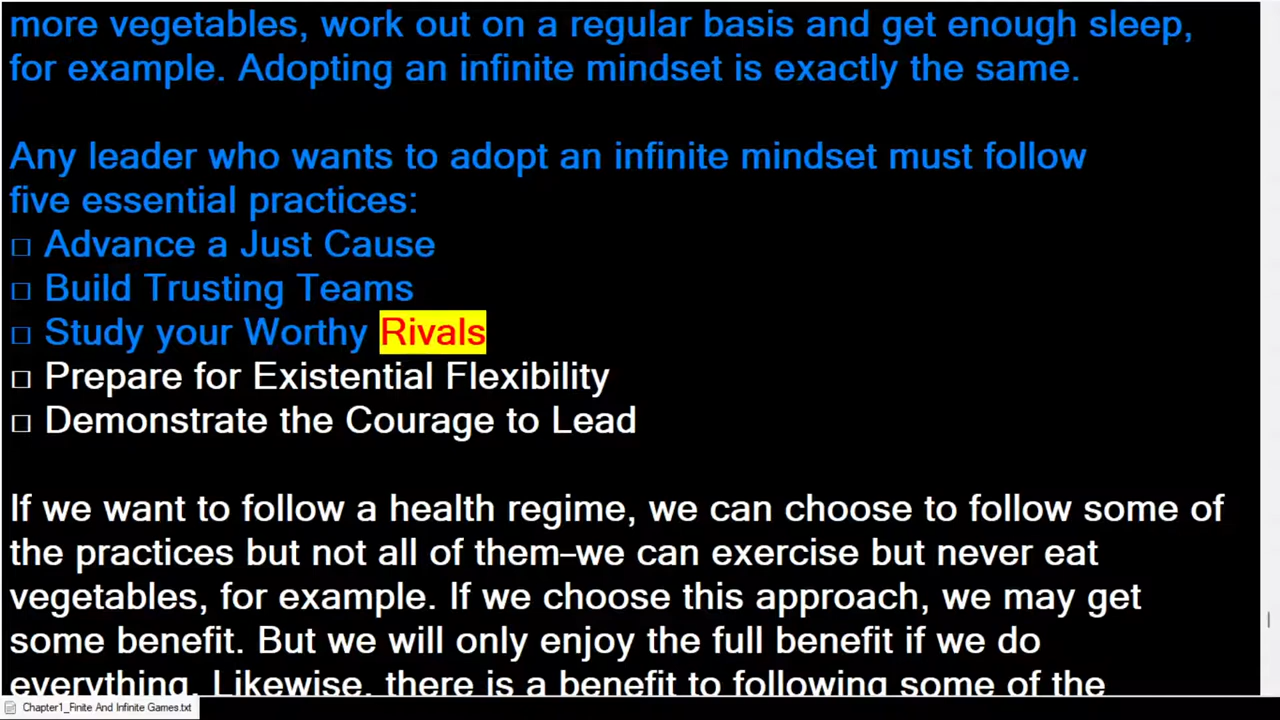 more vegetables, work out on a regular basis and get enough sleep,
for example. Adopting an infinite mindset is exactly the same.
Any leader who wants to adopt an infinite mindset must follow
five essential practices:
□ Advance a Just Cause
□ Build Trusting Teams
□ Study your Worthy Rivals
□ Prepare for Existential Flexibility
□ Demonstrate the Courage to Lead
If we want to follow a health regime, we can choose to follow some of
the practices but not all of them–we can exercise but never eat
vegetables, for example. If we choose this approach, we may get
some benefit. But we will only enjoy the full benefit if we do
everything. Likewise, there is a benefit to following some of the
Chapter1_Finite And Infinite Games.txt